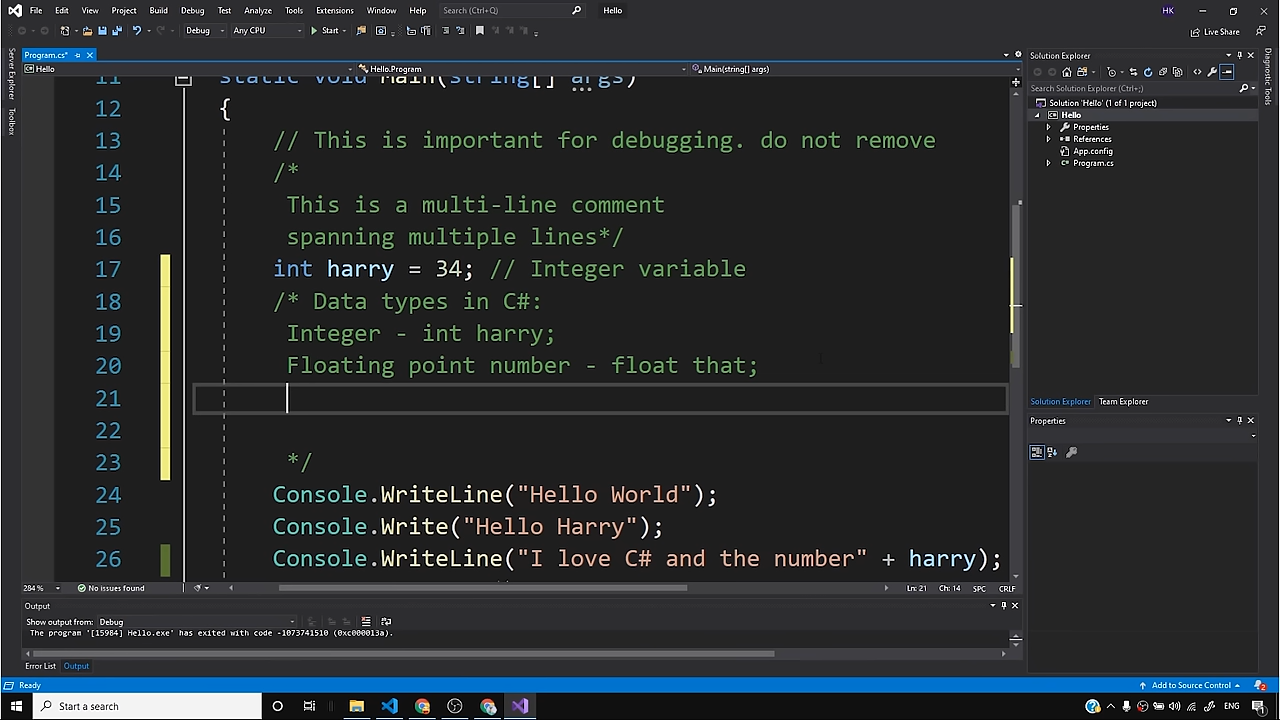 File Edit View Project Build Debug Test Analyze Tools Extensions Window Help Search (Ctrl+Q) Hello HK
Debug Any CPU Start Live Share
Server Explorer
Toolbox
Program.cs*
Hello Hello.Program Main(string[] args)
11 static void Main(string[] args)
12 {
13 // This is important for debugging. do not remove
14 /*
15 This is a multi-line comment
16 spanning multiple lines*/
17 int harry = 34; // Integer variable
18 /* Data types in C#:
19 Integer - int harry;
20 Floating point number - float that;
21
22
23 */
24 Console.WriteLine("Hello World");
25 Console.Write("Hello Harry");
26 Console.WriteLine("I love C# and the number" + harry);
284 % No issues found Ln: 21 Ch: 14 SPC CRLF
Output
Show output from: Debug
The program '[15984] Hello.exe' has exited with code -1073741510 (0xc000013a).
Error List Output
Solution Explorer
Search Solution Explorer (Ctrl+;)
Solution 'Hello' (1 of 1 project)
Hello
Properties
References
App.config
Program.cs
Solution Explorer Team Explorer
Properties
Diagnostic Tools
Ready Add to Source Control 2
Start a search ENG